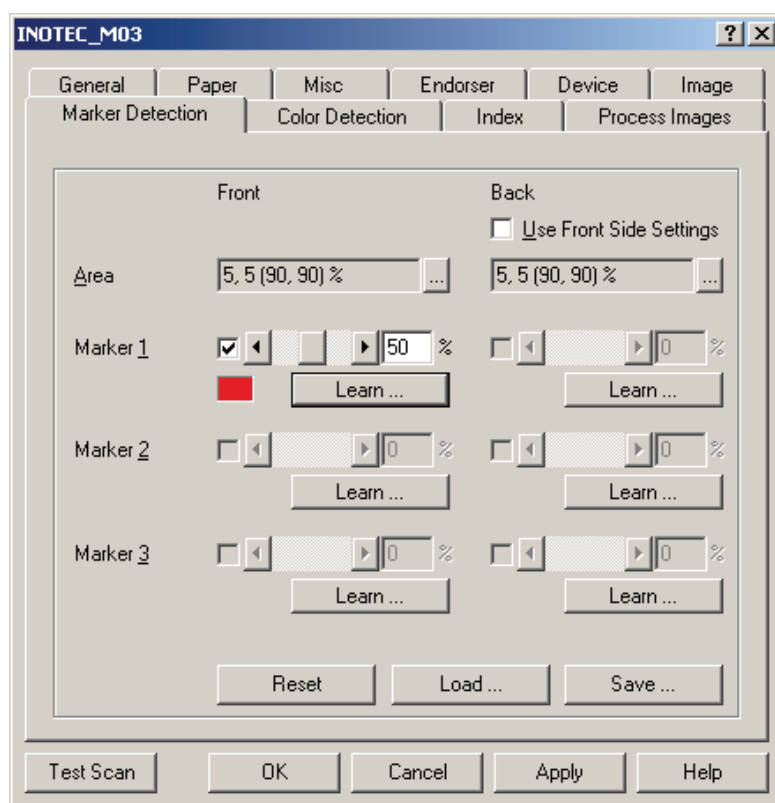 INOTEC_M03
General Paper Misc Endorser Device Image
Marker Detection Color Detection Index Process Images
Front Back
Use Front Side Settings
Area 5, 5 (90, 90) % ... 5, 5 (90, 90) % ...
Marker 1 50 % 0 %
Learn ... Learn ...
Marker 2 0 % 0 %
Learn ... Learn ...
Marker 3 0 % 0 %
Learn ... Learn ...
Reset Load ... Save ...
Test Scan OK Cancel Apply Help